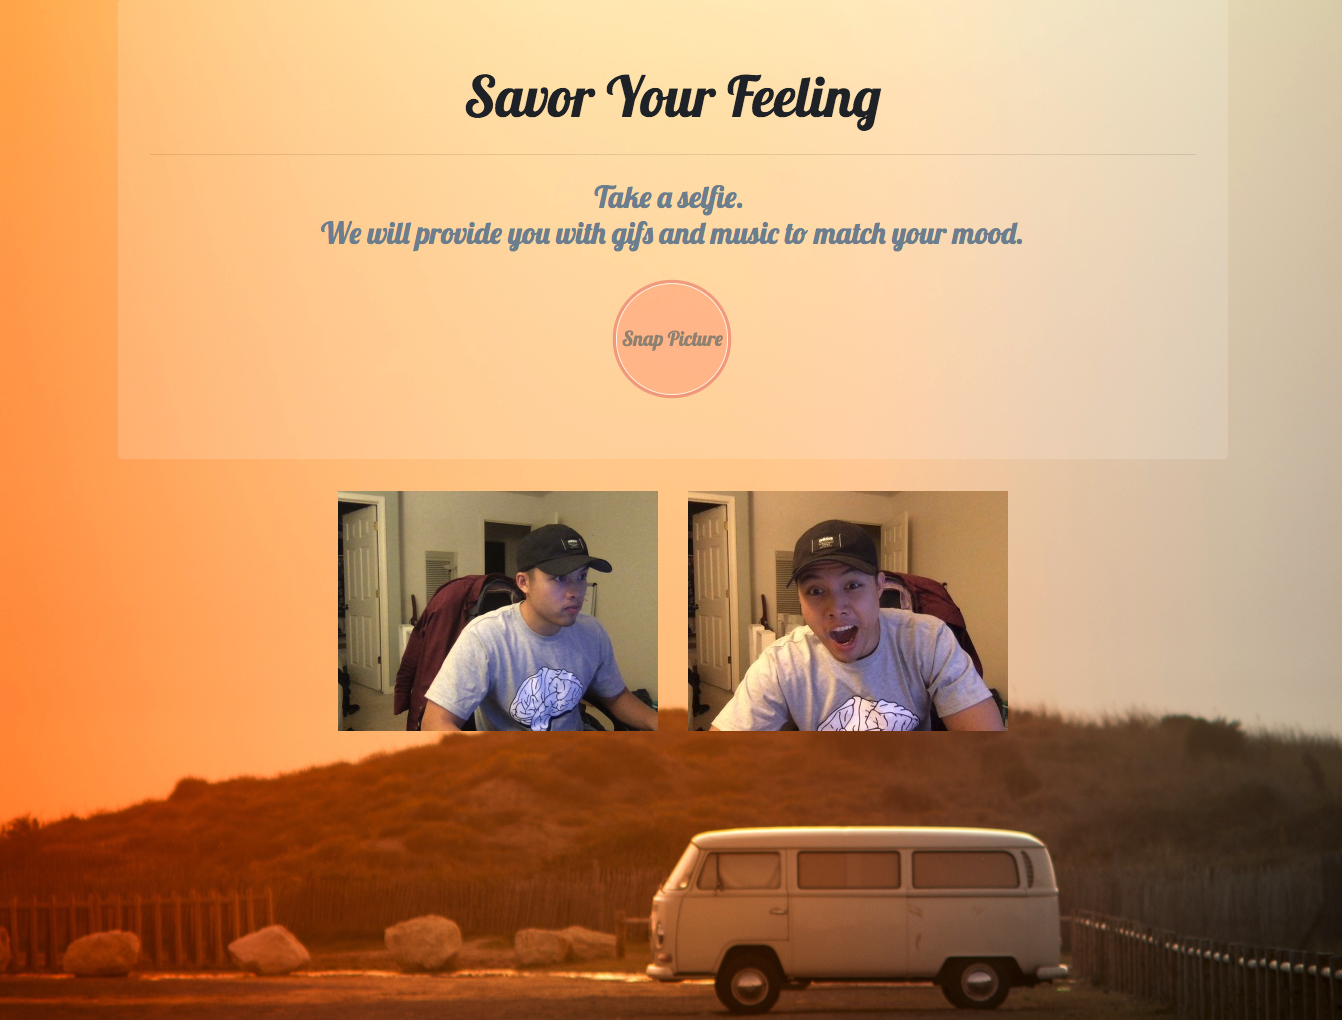 Savor Your Feeling
Take a selfie.
We will provide you with gifs and music to match your mood.
Snap Picture